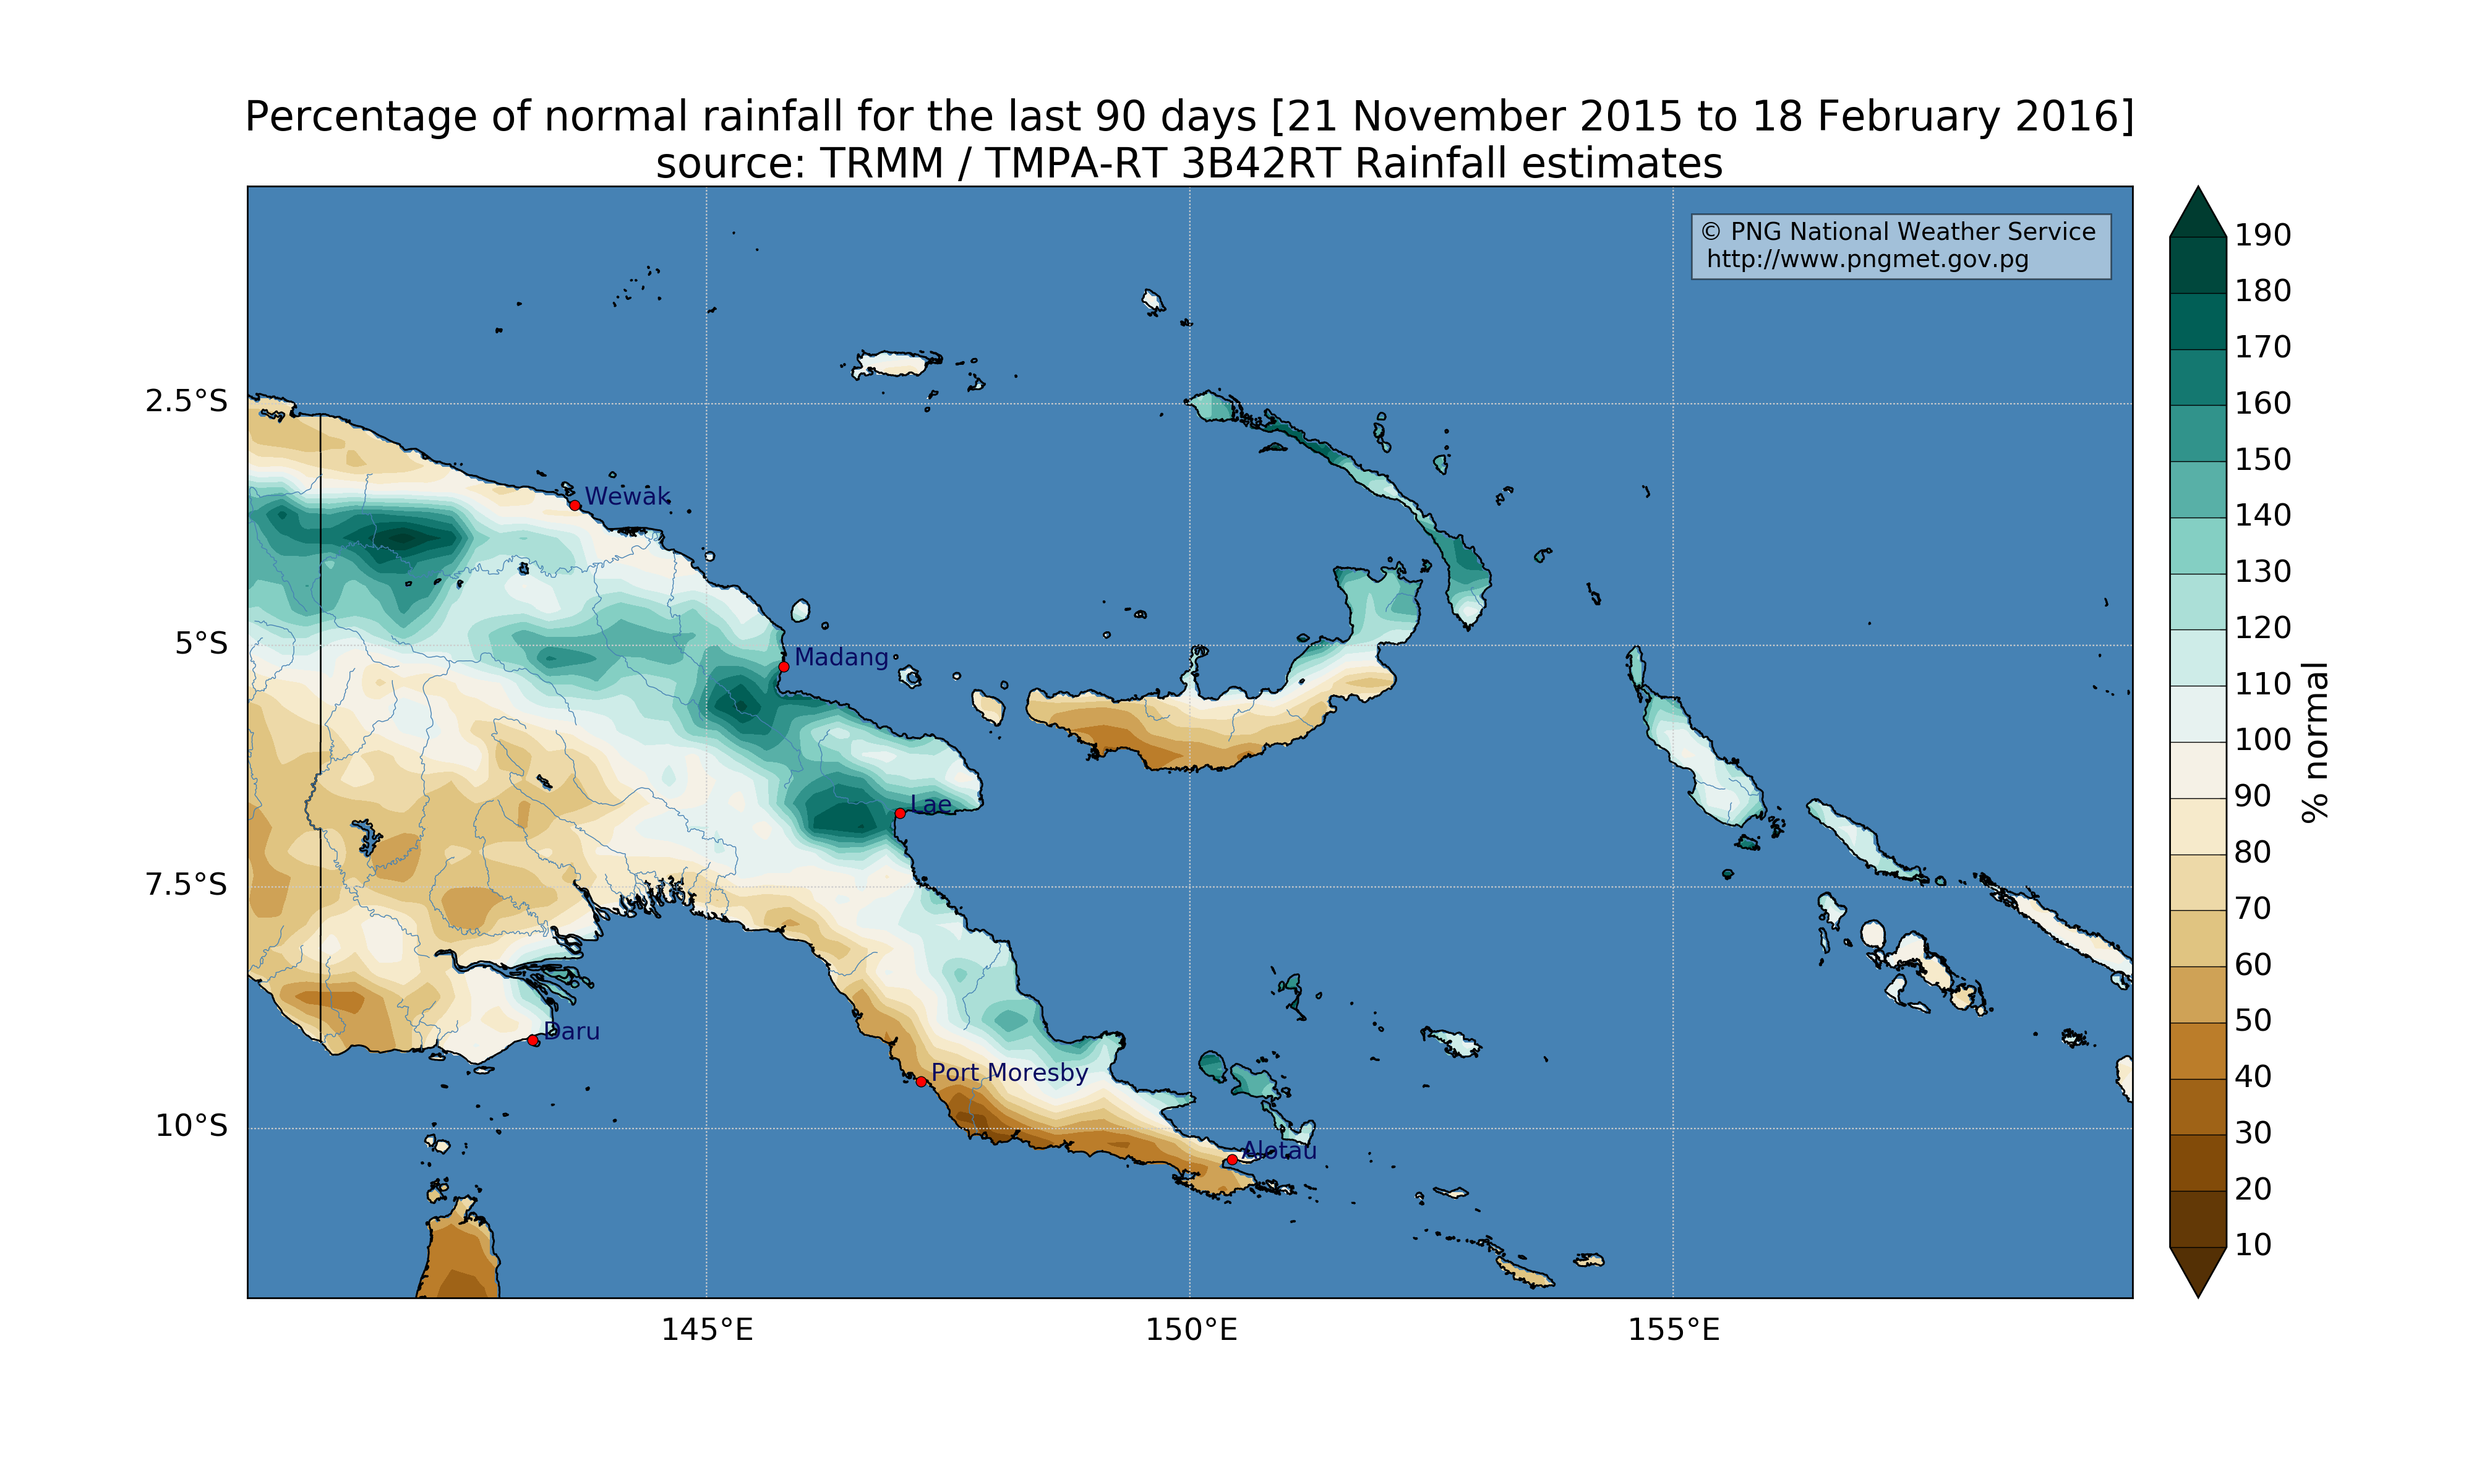 Percentage of normal rainfall for the last 90 days [21 November 2015 to 18 February 2016]
source: TRMM / TMPA-RT 3B42RT Rainfall estimates
© PNG National Weather Service
http://www.pngmet.gov.pg
2.5°S
5°S
7.5°S
10°S
Wewak
Madang
Lae
Daru
Port Moresby
Alotau
145°E
150°E
155°E
190
180
170
160
150
140
130
120
110
100
90
80
70
60
50
40
30
20
10
% normal